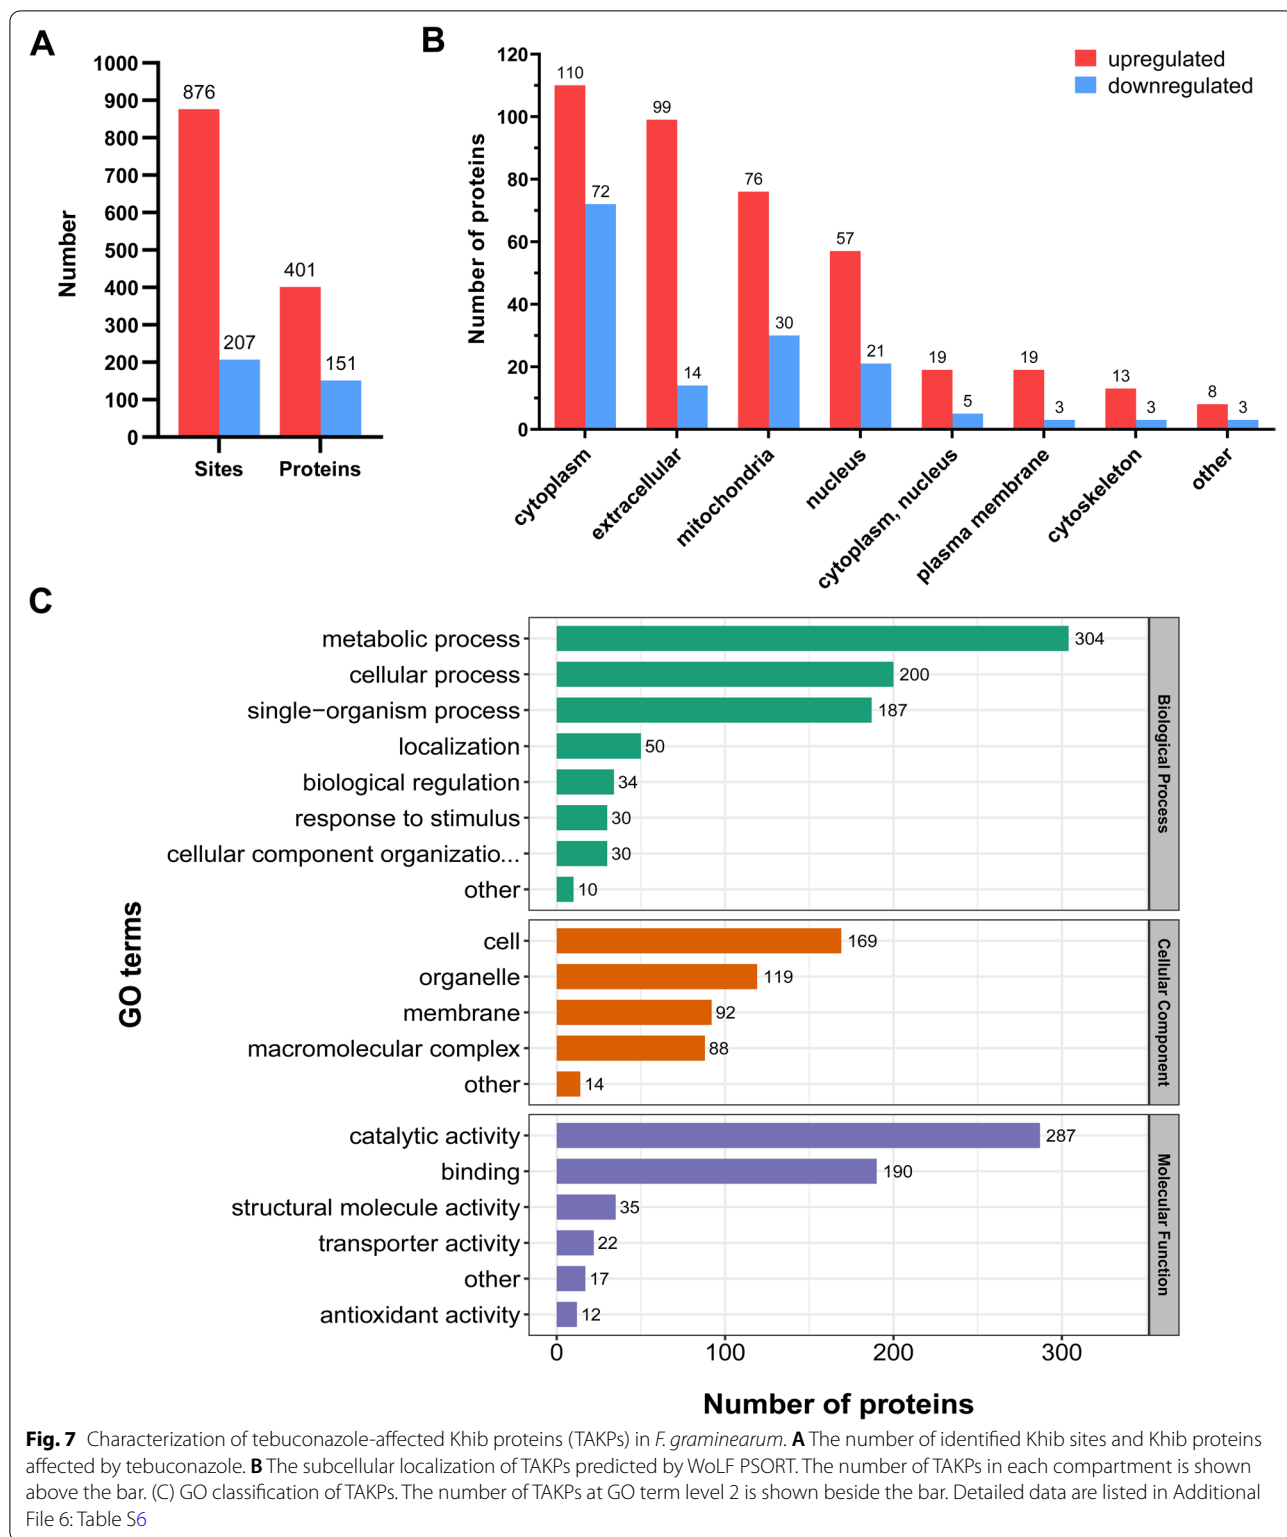 A
1000
900
800
700
600
500
400
300
200
100
0
Number
876
207
401
151
Sites
Proteins
B
120
100
80
60
40
20
0
Number of proteins
upregulated
downregulated
110
72
99
14
76
30
57
21
19
5
19
3
13
3
8
3
cytoplasm
extracellular
mitochondria
nucleus
cytoplasm, nucleus
plasma membrane
cytoskeleton
other
C
GO terms
metabolic process 304
cellular process 200
single-organism process 187
localization 50
biological regulation 34
response to stimulus 30
cellular component organizatio... 30
other 10
Biological Process
cell 169
organelle 119
membrane 92
macromolecular complex 88
other 14
Cellular Component
catalytic activity 287
binding 190
structural molecule activity 35
transporter activity 22
other 17
antioxidant activity 12
Molecular Function
0 100 200 300
Number of proteins
Fig. 7 Characterization of tebuconazole-affected Khib proteins (TAKPs) in F. graminearum. A The number of identified Khib sites and Khib proteins
affected by tebuconazole. B The subcellular localization of TAKPs predicted by WoLF PSORT. The number of TAKPs in each compartment is shown
above the bar. (C) GO classification of TAKPs. The number of TAKPs at GO term level 2 is shown beside the bar. Detailed data are listed in Additional
File 6: Table S6